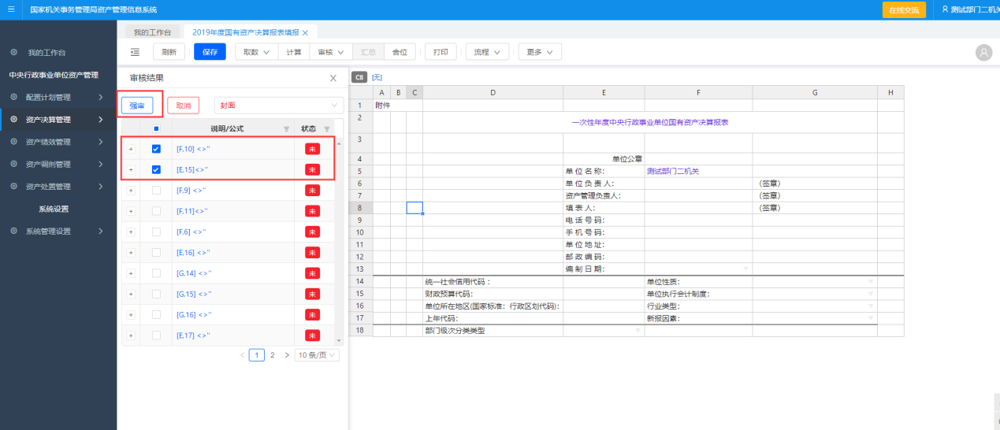 国家机关事务管理局资产管理信息系统
在线交流
测试部门二机关
我的工作台
2019年度国有资产决算报表填报
刷新 保存 取数 计算 审核 汇总 舍位 打印 流程 更多
我的工作台
中央行政事业单位资产管理
配置计划管理
资产决算管理
资产绩效管理
资产调剂管理
资产处置管理
系统设置
系统管理设置
审核结果
强审 取消 封面
说明/公式 状态
[F,10] <>'' 未
[E,15]<>'' 未
[F,9] <>'' 未
[F,11]<>'' 未
[F,6] <>'' 未
[E,16] <>'' 未
[G,14] <>'' 未
[G,15] <>'' 未
[G,16] <>'' 未
[E,17] <>'' 未
1 2 10 条/页
C8 [无]
A B C D E F G H
1 附件
2 一次性年度中央行政事业单位国有资产决算报表
3
4 单位公章
5 单位名称： 测试部门二机关
6 单位负责人： (签章)
7 资产管理负责人： (签章)
8 填表人： (签章)
9 电话号码：
10 手机号码：
11 单位地址：
12 邮政编码：
13 编制日期：
14 统一社会信用代码： 单位性质：
15 财政预算代码： 单位执行会计制度：
16 单位所在地区(国家标准：行政区划代码)： 行业类型：
17 上年代码： 新报因素：
18 部门级次分类类型